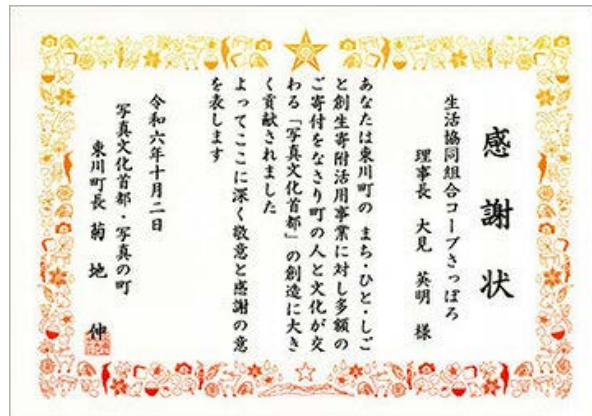 感謝状
生活協同組合コープさっぽろ
理事長 大見 英明 様
あなたは東川町の まち・ひと・しご
と創生寄附活用事業に対し多額の
ご寄付をなさり町の人と文化が交
わる「写真文化首都」の創造に大き
く貢献されました
よってここに深く敬意と感謝の意
を表します
令和六年十月二日
写真文化首都・写真の町
東川町長 菊地 伸